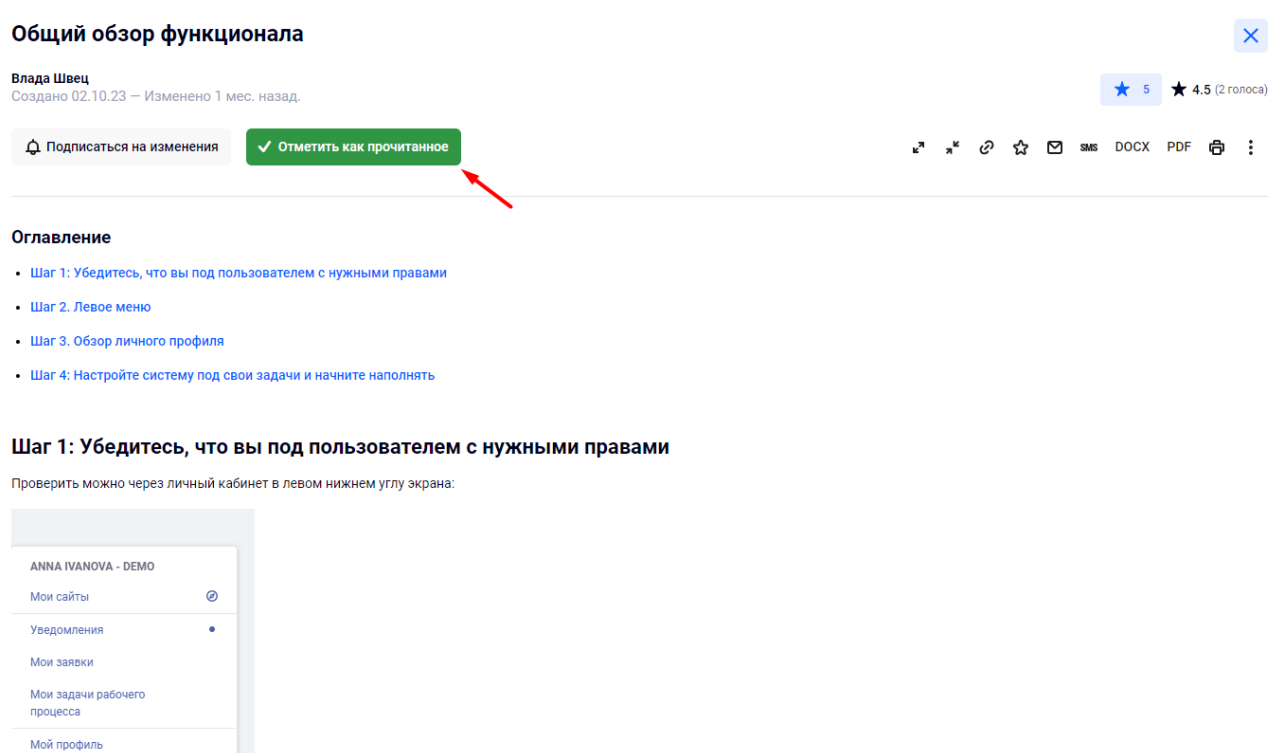 Общий обзор функционала
Влада Швец
Создано 02.10.23 — Изменено 1 мес. назад.
5 4.5 (2 голоса)
Подписаться на изменения Отметить как прочитанное SMS DOCX PDF
Оглавление
• Шаг 1: Убедитесь, что вы под пользователем с нужными правами
• Шаг 2. Левое меню
• Шаг 3. Обзор личного профиля
• Шаг 4: Настройте систему под свои задачи и начните наполнять
Шаг 1: Убедитесь, что вы под пользователем с нужными правами
Проверить можно через личный кабинет в левом нижнем углу экрана:
ANNA IVANOVA - DEMO
Мои сайты
Уведомления
Мои заявки
Мои задачи рабочего
процесса
Мой профиль